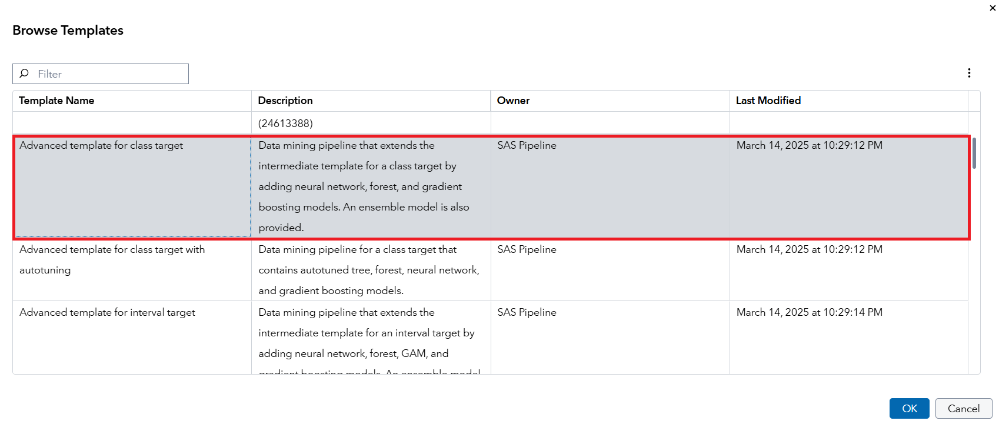 ×
Browse Templates
Filter
Template Name
Description
Owner
Last Modified
(24613388)
Advanced template for class target
Data mining pipeline that extends the
intermediate template for a class target by
adding neural network, forest, and gradient
boosting models. An ensemble model is also
provided.
SAS Pipeline
March 14, 2025 at 10:29:12 PM
Advanced template for class target with
autotuning
Data mining pipeline for a class target that
contains autotuned tree, forest, neural network,
and gradient boosting models.
SAS Pipeline
March 14, 2025 at 10:29:12 PM
Advanced template for interval target
Data mining pipeline that extends the
intermediate template for an interval target by
adding neural network, forest, GAM, and
gradient boosting models. An ensemble model
SAS Pipeline
March 14, 2025 at 10:29:14 PM
OK
Cancel